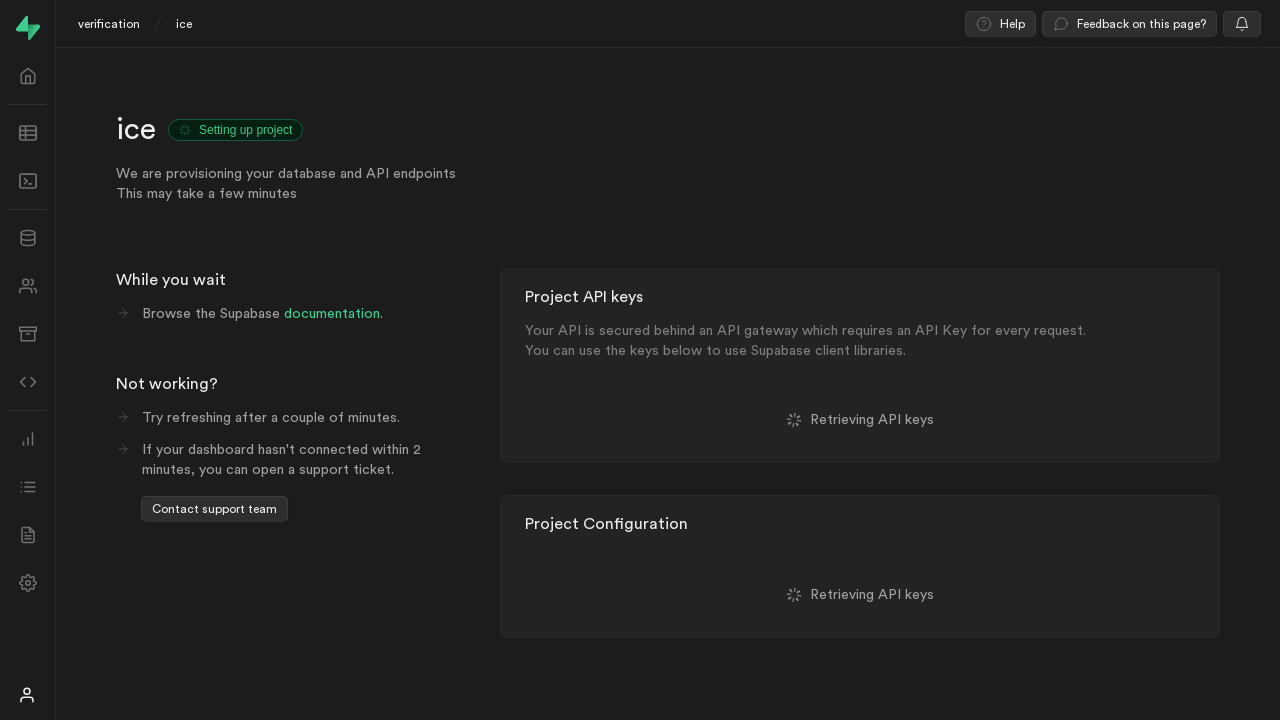 verification / ice
Help
Feedback on this page?
ice
Setting up project
We are provisioning your database and API endpoints
This may take a few minutes
While you wait
Browse the Supabase documentation.
Not working?
Try refreshing after a couple of minutes.
If your dashboard hasn't connected within 2
minutes, you can open a support ticket.
Contact support team
Project API keys
Your API is secured behind an API gateway which requires an API Key for every request.
You can use the keys below to use Supabase client libraries.
Retrieving API keys
Project Configuration
Retrieving API keys